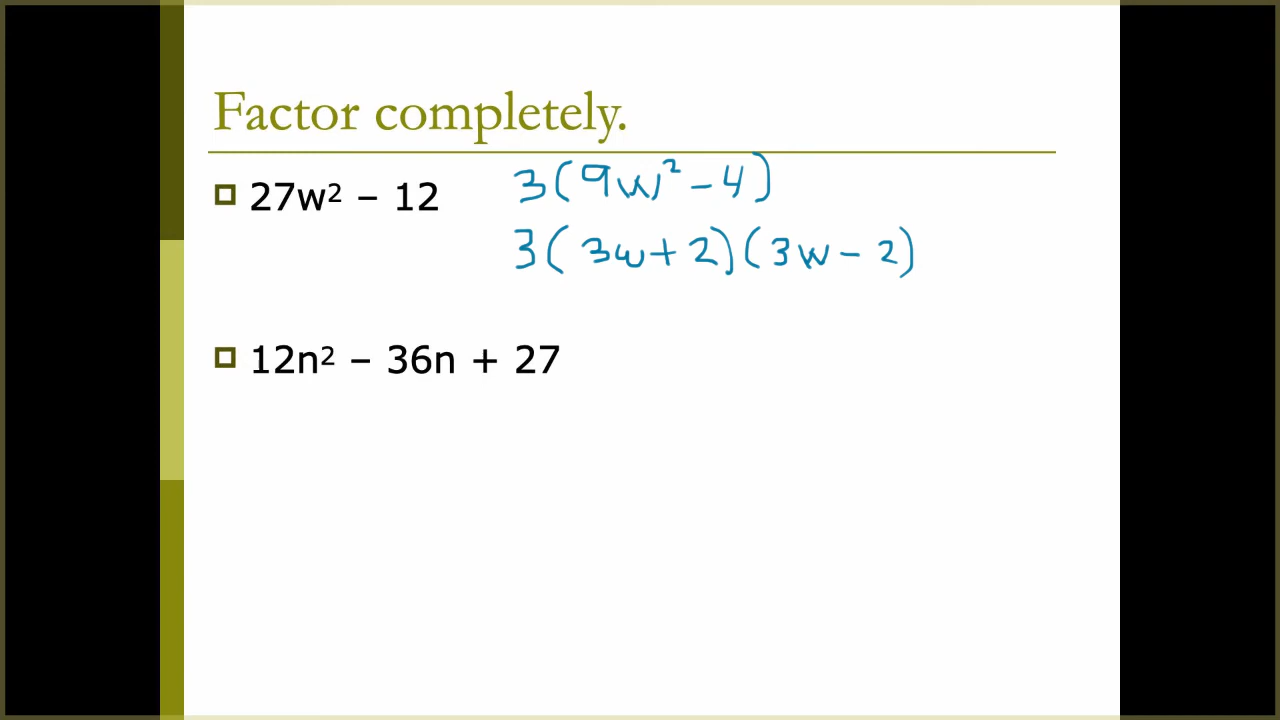 Factor completely.
27w² – 12
3(9w² - 4)
3(3w + 2)(3w - 2)
12n² – 36n + 27